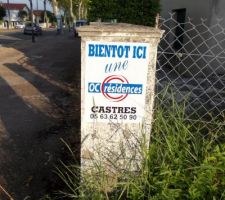 BIENTOT ICI
une
OC résidences
CASTRES
05 63 62 50 90